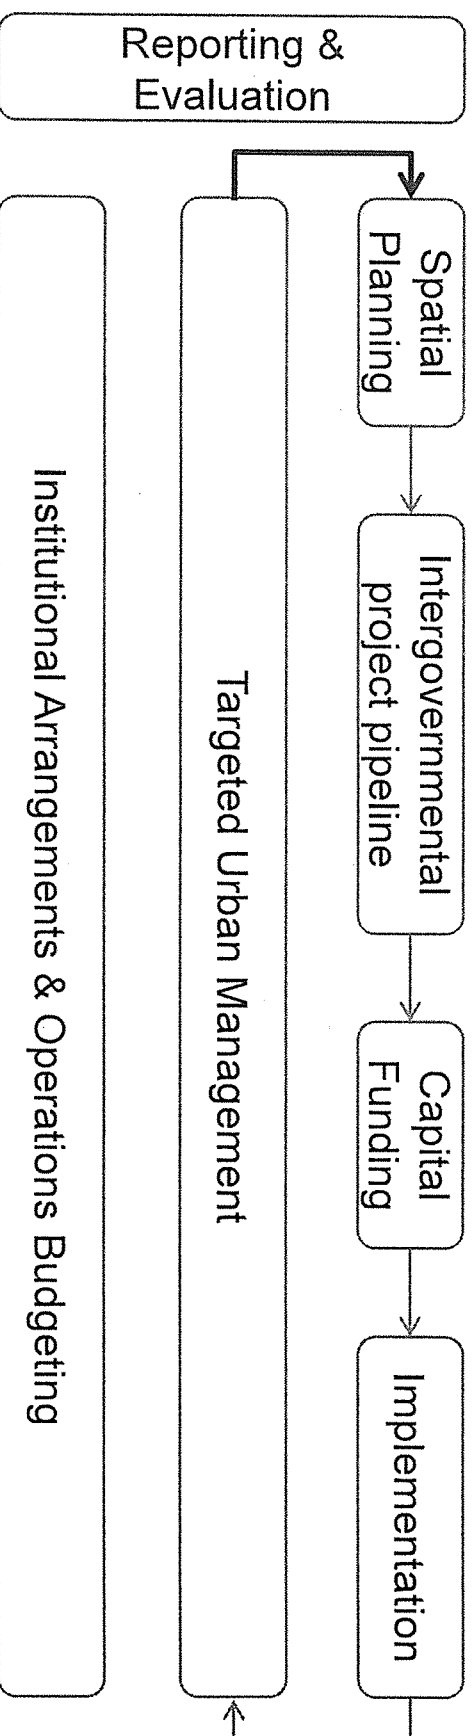 Reporting &
Evaluation
Spatial
Planning
Intergovernmental
project pipeline
Capital
Funding
Implementation
Targeted Urban Management
Institutional Arrangements & Operations Budgeting